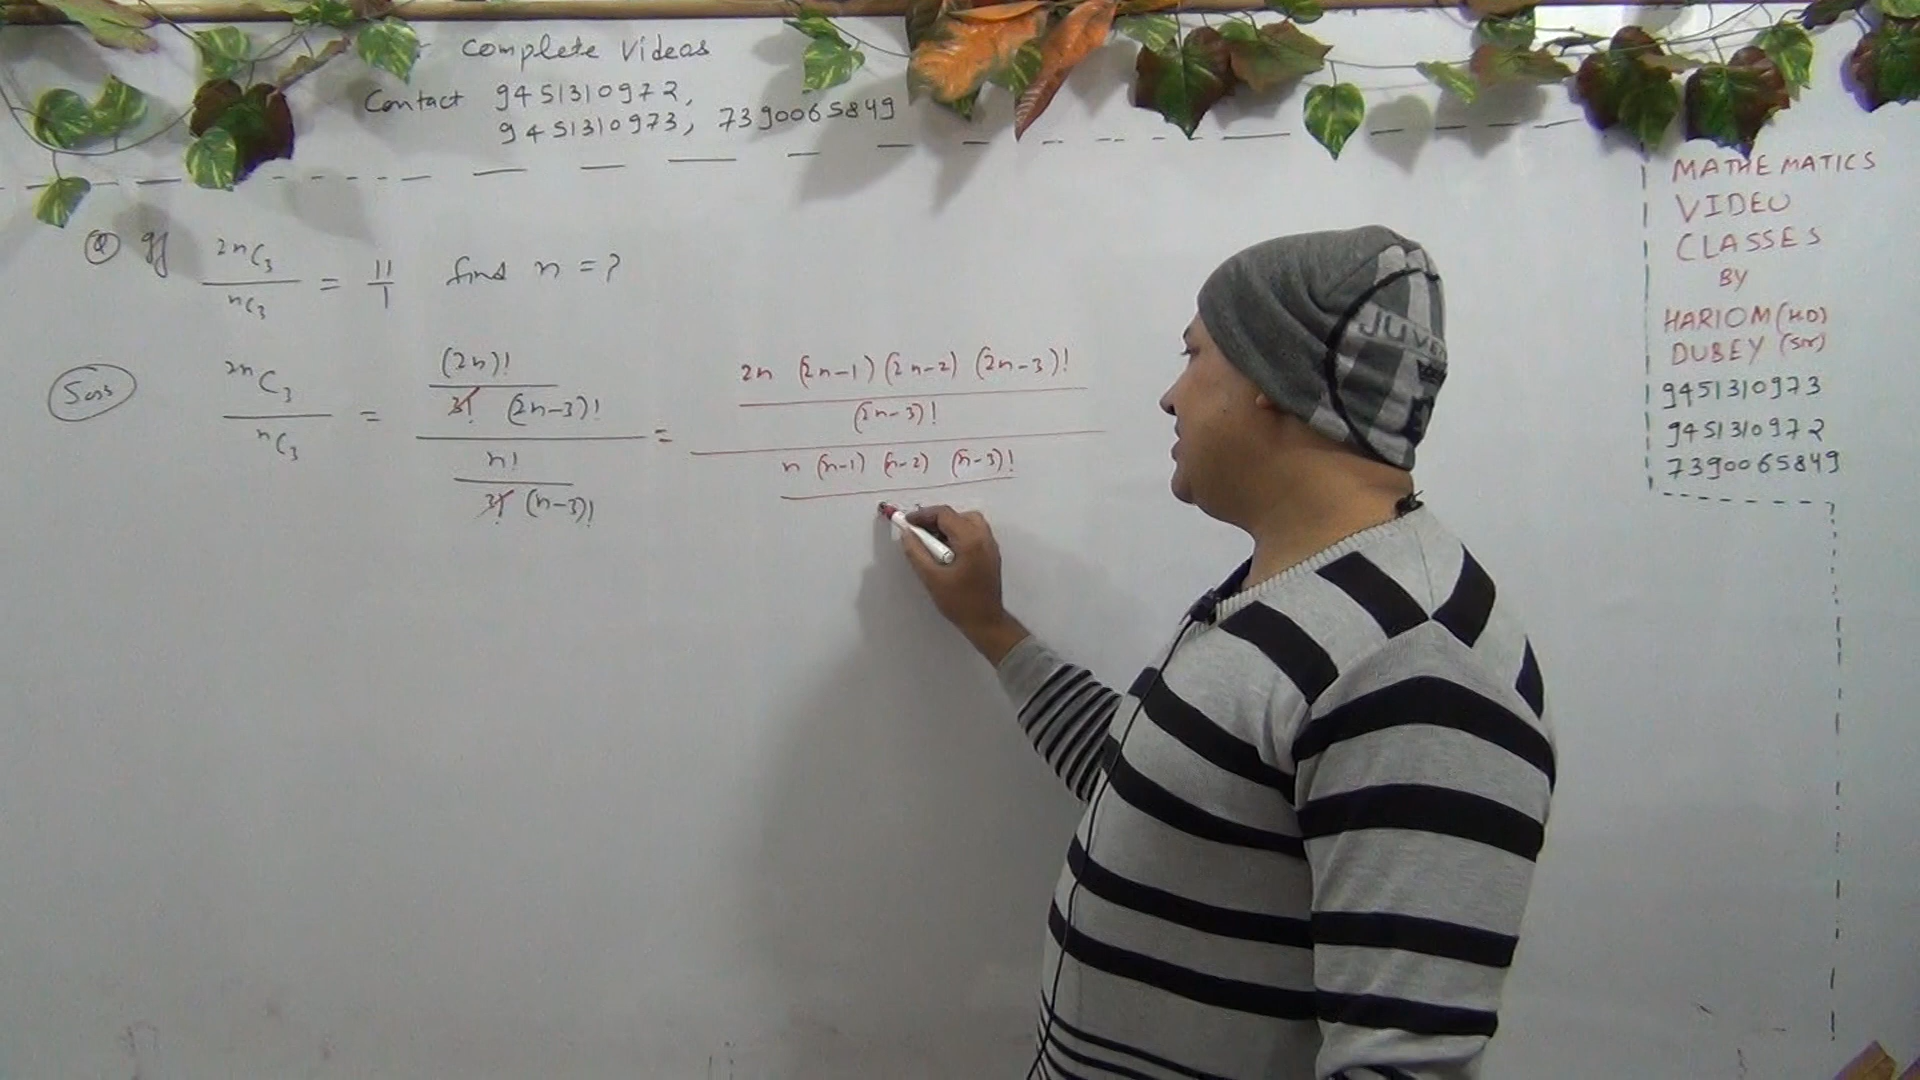 Complete Videos
Contact 9451310972,
9451310973, 7390065849
MATHEMATICS
VIDEO
CLASSES
BY
HARIOM (HD)
DUBEY (Sir)
9451310973
9451310972
7390065849
Q If 2nC3 / nC3 = 11/1 find n = ?
2nC3 / nC3 = (2n)! / 3! (2n-3)! / n! / 3! (n-3)! = 2n (2n-1) (2n-2) (2n-3)! / (2n-3)! / n (n-1) (n-2) (n-3)!
JUVE